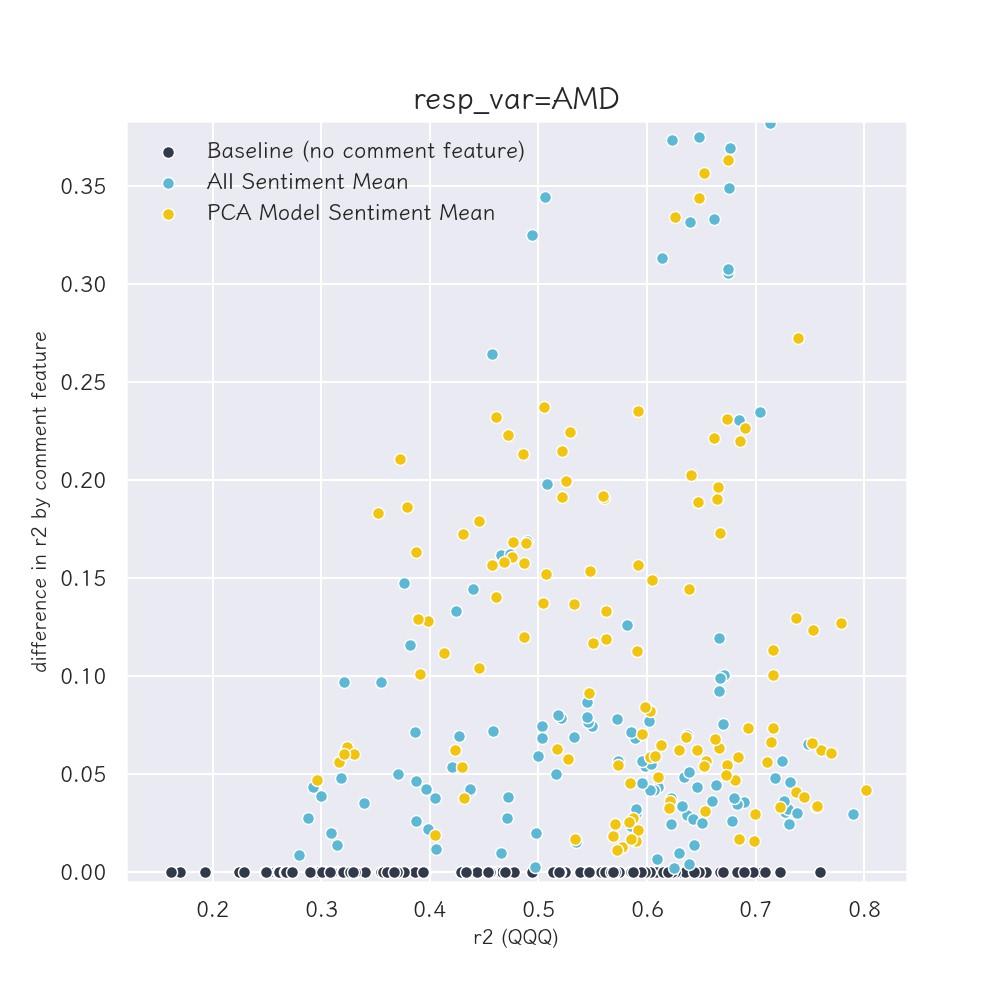 resp_var=AMD
Baseline (no comment feature)
All Sentiment Mean
PCA Model Sentiment Mean
difference in r2 by comment feature
0.35
0.30
0.25
0.20
0.15
0.10
0.05
0.00
0.2 0.3 0.4 0.5 0.6 0.7 0.8
r2 (QQQ)